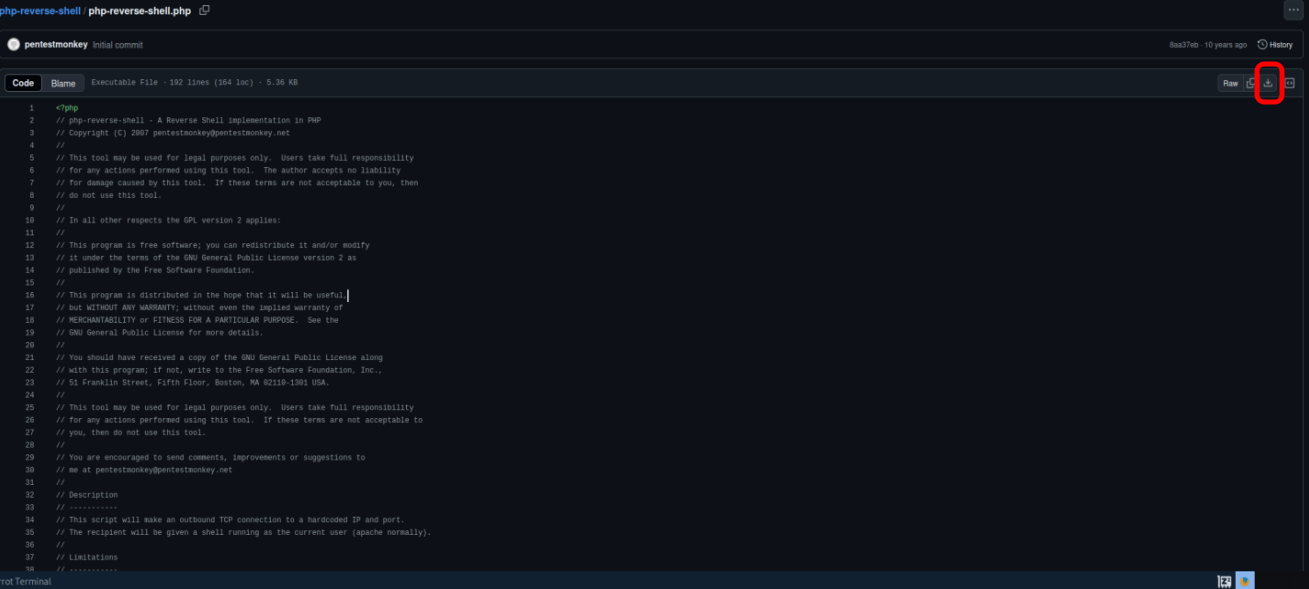 php-reverse-shell / php-reverse-shell.php
pentestmonkey Initial commit
8aa37eb · 10 years ago History
Code Blame Executable File · 192 lines (164 loc) · 5.36 KB
Raw
1 <?php
2 // php-reverse-shell - A Reverse Shell implementation in PHP
3 // Copyright (C) 2007 pentestmonkey@pentestmonkey.net
4 //
5 // This tool may be used for legal purposes only.  Users take full responsibility
6 // for any actions performed using this tool.  The author accepts no liability
7 // for damage caused by this tool.  If these terms are not acceptable to you, then
8 // do not use this tool.
9 //
10 // In all other respects the GPL version 2 applies:
11 //
12 // This program is free software; you can redistribute it and/or modify
13 // it under the terms of the GNU General Public License version 2 as
14 // published by the Free Software Foundation.
15 //
16 // This program is distributed in the hope that it will be useful,
17 // but WITHOUT ANY WARRANTY; without even the implied warranty of
18 // MERCHANTABILITY or FITNESS FOR A PARTICULAR PURPOSE.  See the
19 // GNU General Public License for more details.
20 //
21 // You should have received a copy of the GNU General Public License along
22 // with this program; if not, write to the Free Software Foundation, Inc.,
23 // 51 Franklin Street, Fifth Floor, Boston, MA 02110-1301 USA.
24 //
25 // This tool may be used for legal purposes only.  Users take full responsibility
26 // for any actions performed using this tool.  If these terms are not acceptable to
27 // you, then do not use this tool.
28 //
29 // You are encouraged to send comments, improvements or suggestions to
30 // me at pentestmonkey@pentestmonkey.net
31 //
32 // Description
33 // -----------
34 // This script will make an outbound TCP connection to a hardcoded IP and port.
35 // The recipient will be given a shell running as the current user (apache normally).
36 //
37 // Limitations
38 // -----------
rot Terminal